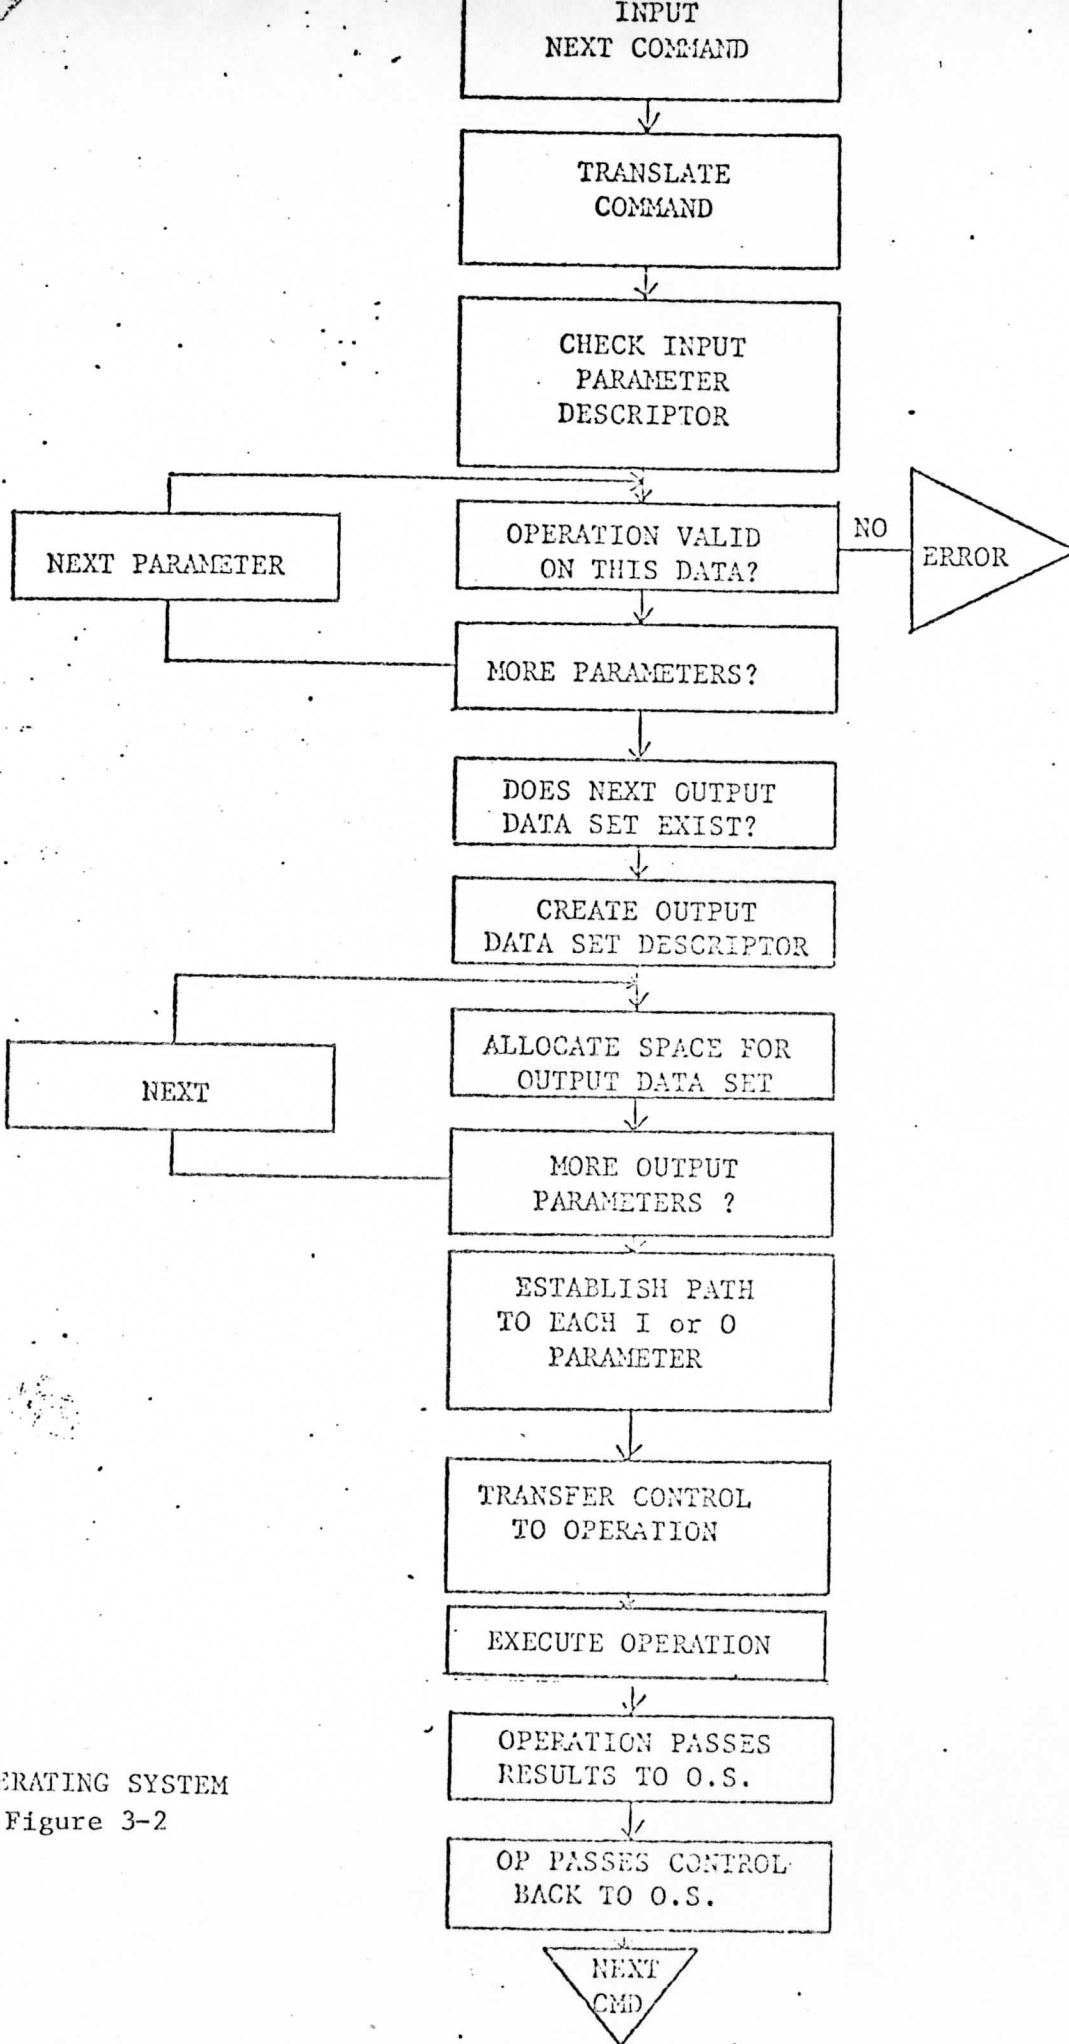 INPUT
NEXT COMMAND
TRANSLATE
COMMAND
CHECK INPUT
PARAMETER
DESCRIPTOR
NEXT PARAMETER
OPERATION VALID
ON THIS DATA?
NO
ERROR
MORE PARAMETERS?
DOES NEXT OUTPUT
DATA SET EXIST?
CREATE OUTPUT
DATA SET DESCRIPTOR
NEXT
ALLOCATE SPACE FOR
OUTPUT DATA SET
MORE OUTPUT
PARAMETERS ?
ESTABLISH PATH
TO EACH I or O
PARAMETER
TRANSFER CONTROL
TO OPERATION
EXECUTE OPERATION
OPERATION PASSES
RESULTS TO O.S.
ERATING SYSTEM
Figure 3-2
OP PASSES CONTROL
BACK TO O.S.
NEXT
CMD